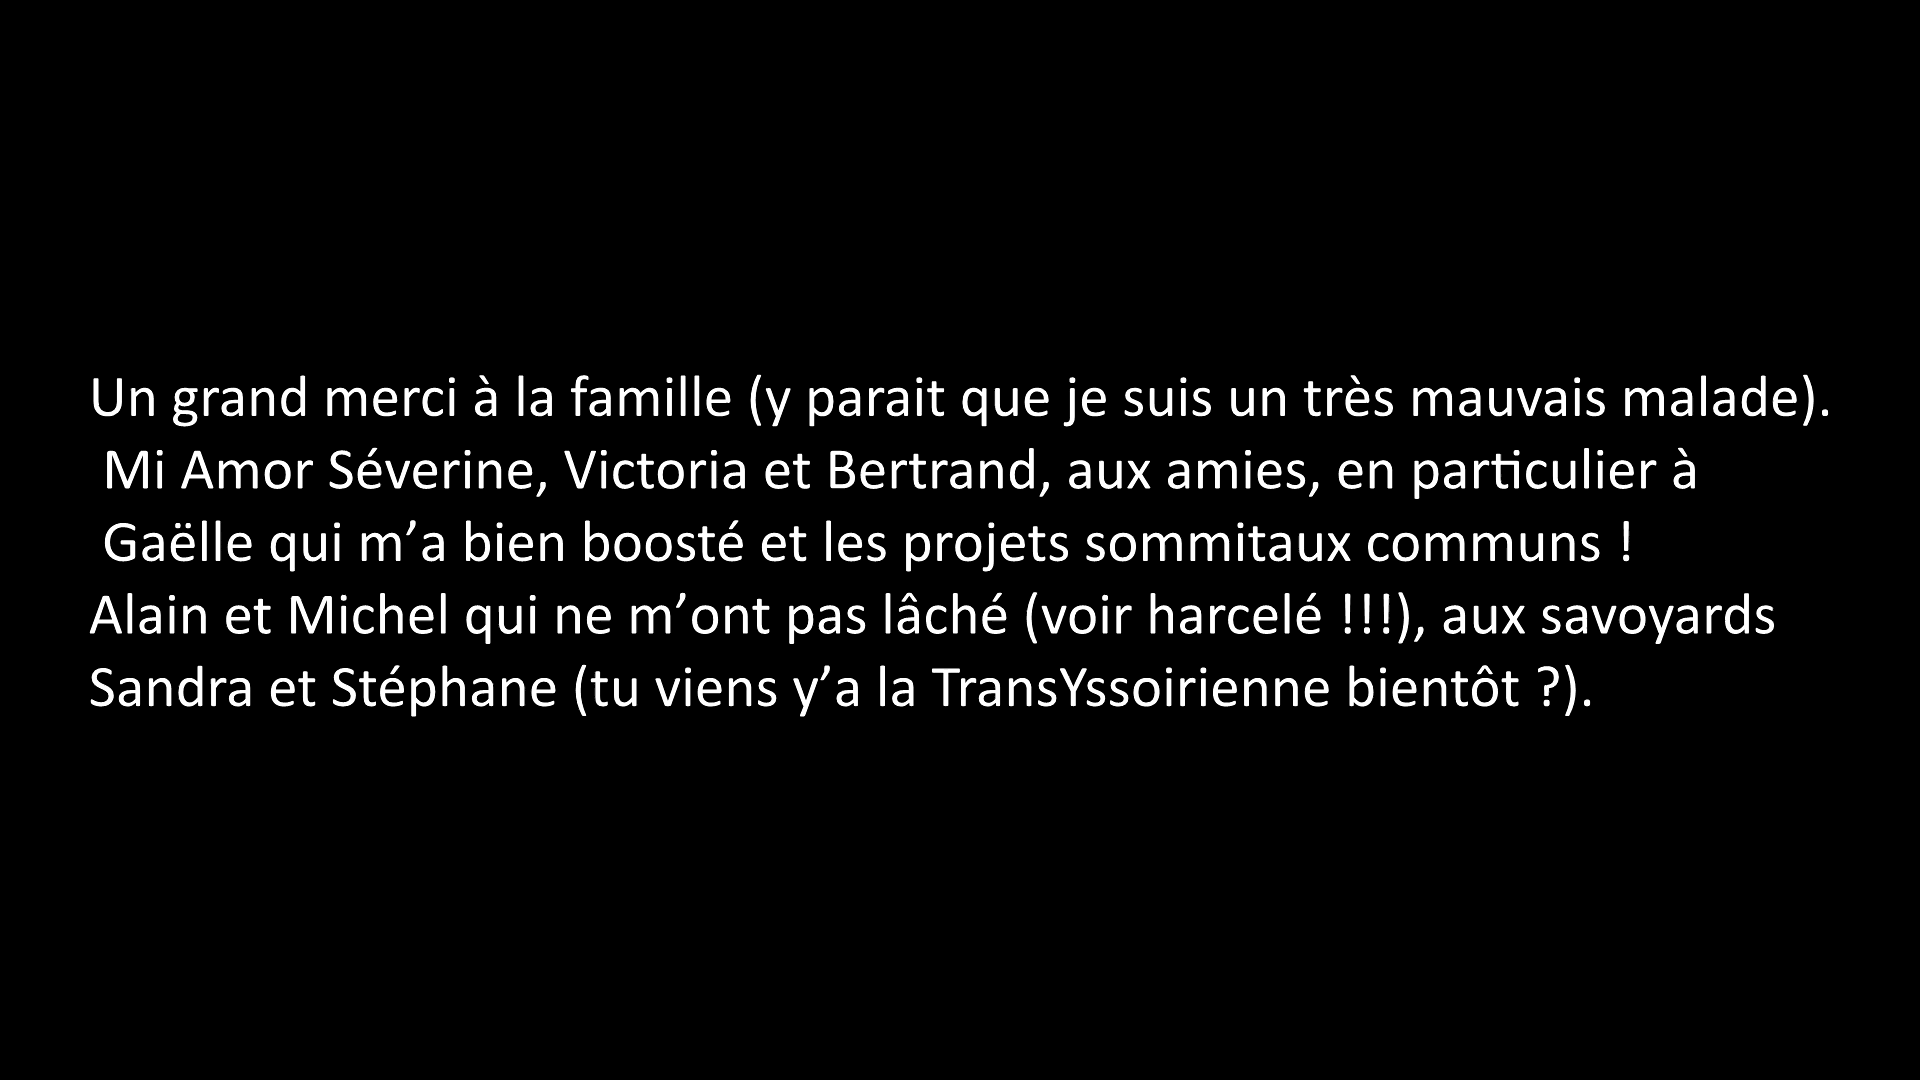 Un grand merci à la famille (y parait que je suis un très mauvais malade).
Mi Amor Séverine, Victoria et Bertrand, aux amies, en particulier à
Gaëlle qui m’a bien boosté et les projets sommitaux communs !
Alain et Michel qui ne m’ont pas lâché (voir harcelé !!!), aux savoyards
Sandra et Stéphane (tu viens y’a la TransYssoirienne bientôt ?).